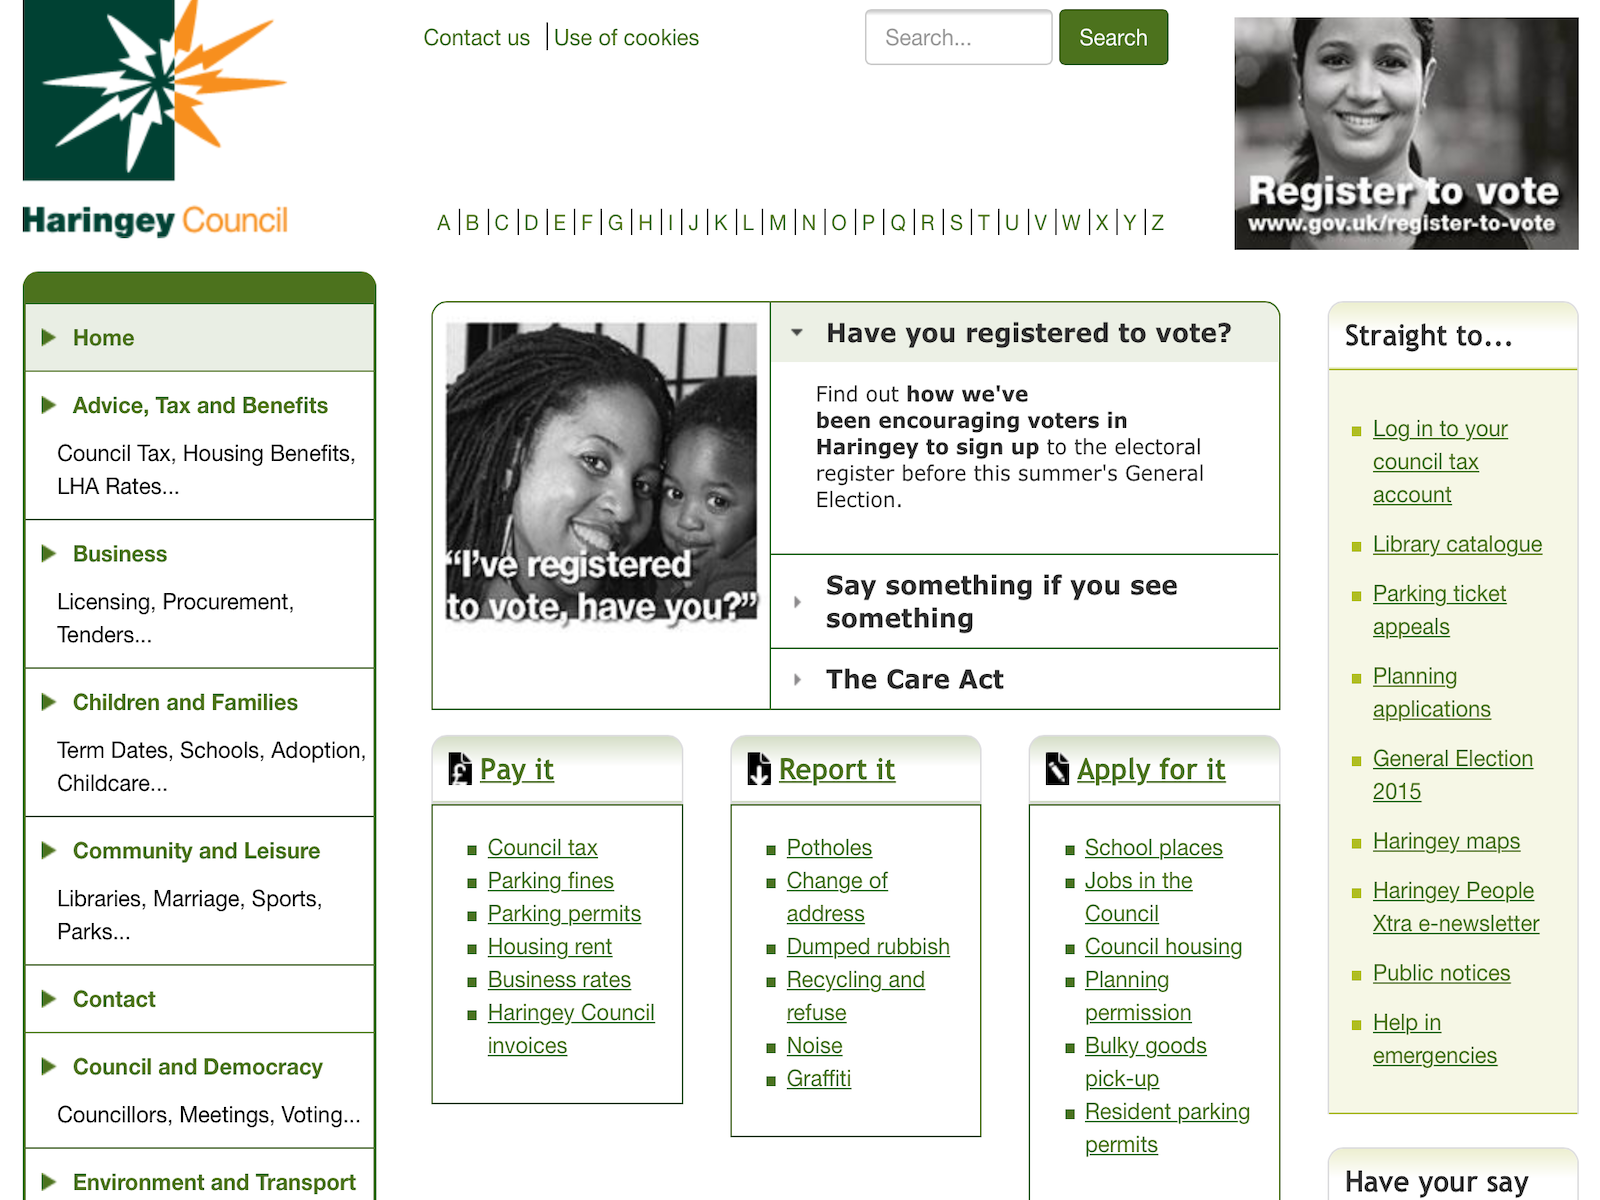 Haringey Council
Contact us
Use of cookies
Search...
Search
A B C D E F G H I J K L M N O P Q R S T U V W X Y Z
Register to vote
www.gov.uk/register-to-vote
Home
Advice, Tax and Benefits
Council Tax, Housing Benefits,
LHA Rates...
Business
Licensing, Procurement,
Tenders...
Children and Families
Term Dates, Schools, Adoption,
Childcare...
Community and Leisure
Libraries, Marriage, Sports,
Parks...
Contact
Council and Democracy
Councillors, Meetings, Voting...
Environment and Transport
“I’ve registered
to vote, have you?”
Have you registered to vote?
Find out how we've
been encouraging voters in
Haringey to sign up to the electoral
register before this summer's General
Election.
Say something if you see
something
The Care Act
Pay it
Council tax
Parking fines
Parking permits
Housing rent
Business rates
Haringey Council
invoices
Report it
Potholes
Change of
address
Dumped rubbish
Recycling and
refuse
Noise
Graffiti
Apply for it
School places
Jobs in the
Council
Council housing
Planning
permission
Bulky goods
pick-up
Resident parking
permits
Straight to...
Log in to your
council tax
account
Library catalogue
Parking ticket
appeals
Planning
applications
General Election
2015
Haringey maps
Haringey People
Xtra e-newsletter
Public notices
Help in
emergencies
Have your say